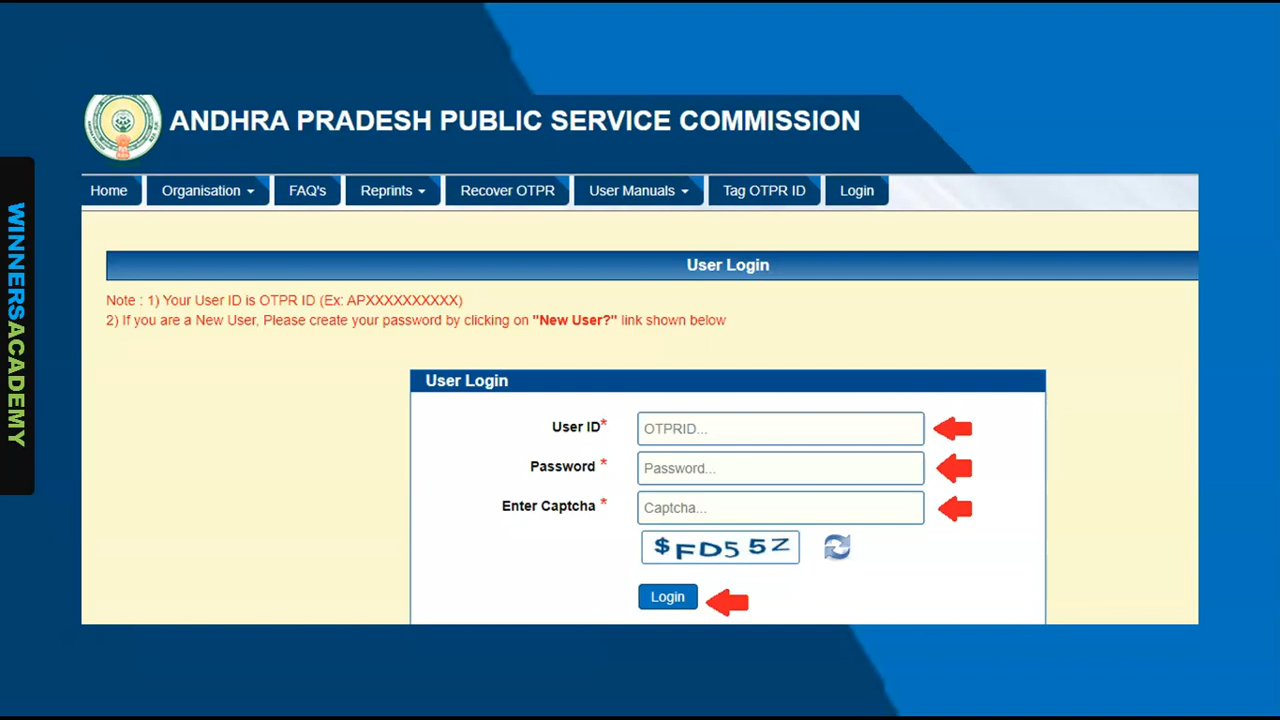 ANDHRA PRADESH PUBLIC SERVICE COMMISSION
Home Organisation FAQ's Reprints Recover OTPR User Manuals Tag OTPR ID Login
User Login
Note : 1) Your User ID is OTPR ID (Ex: APXXXXXXXXXX)
2) If you are a New User, Please create your password by clicking on "New User?" link shown below
User Login
User ID* OTPRID...
Password * Password...
Enter Captcha * Captcha...
$FD55Z
Login
WINNERSACADEMY